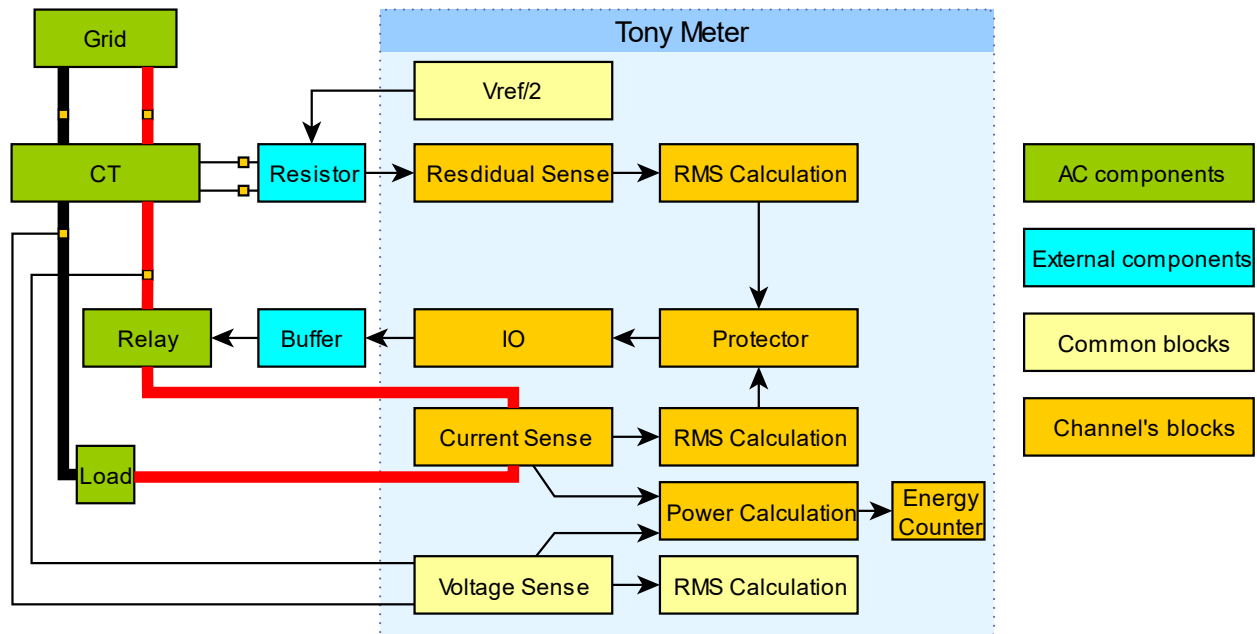 Tony Meter
Grid
Vref/2
CT
Resistor
Resdidual Sense
RMS Calculation
Relay
Buffer
IO
Protector
Current Sense
RMS Calculation
Load
Power Calculation
Energy
Counter
Voltage Sense
RMS Calculation
AC components
External components
Common blocks
Channel's blocks